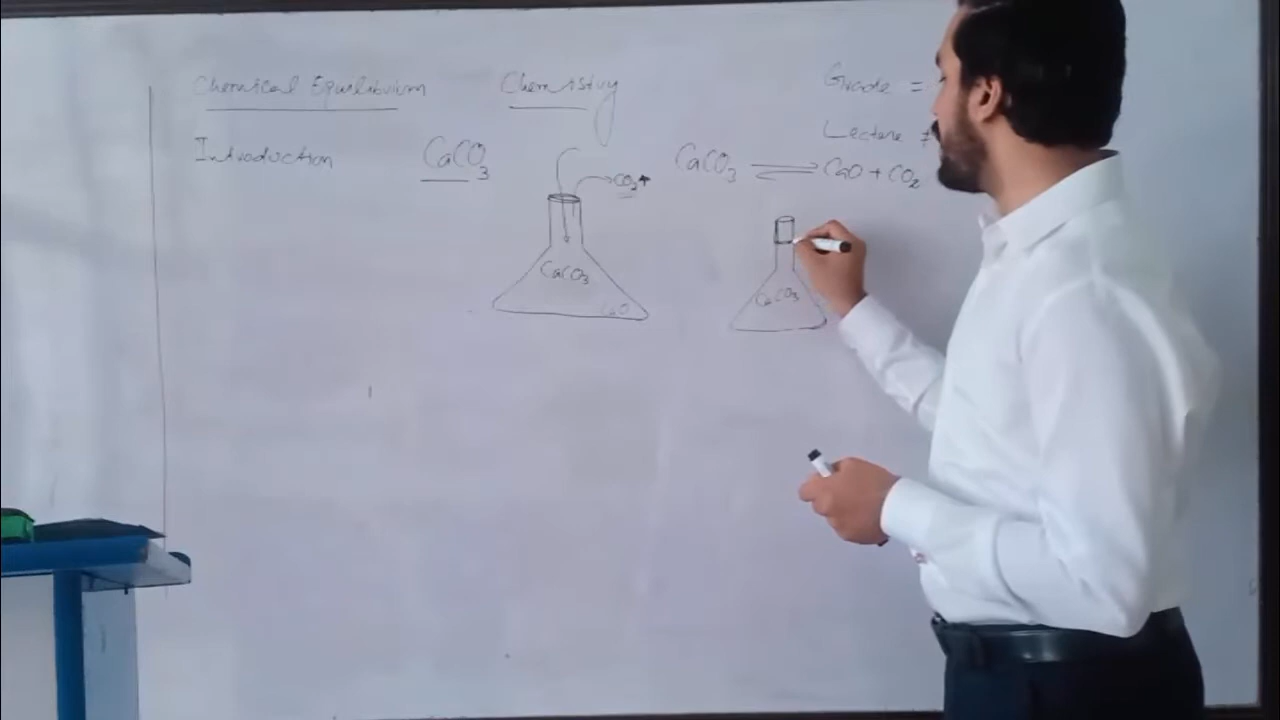 Chemical Equilibrium Chemistry Grade =
Lecture #
Introduction CaCO3 CaCO3 ⇌ CaO + CO2
CO2↑
CaCO3 CaCO3
CaO